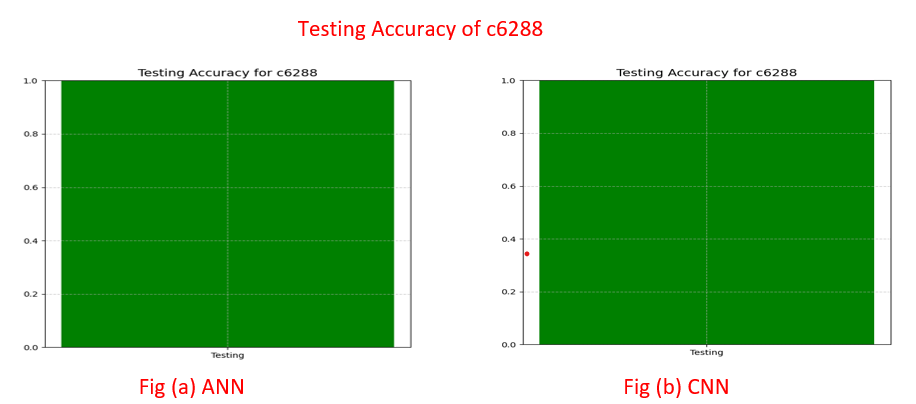 Testing Accuracy of c6288
Testing Accuracy for c6288
1.0
0.8
0.6
0.4
0.2
0.0
Testing
Fig (a) ANN
Testing Accuracy for c6288
1.0
0.8
0.6
0.4
0.2
0.0
Testing
Fig (b) CNN